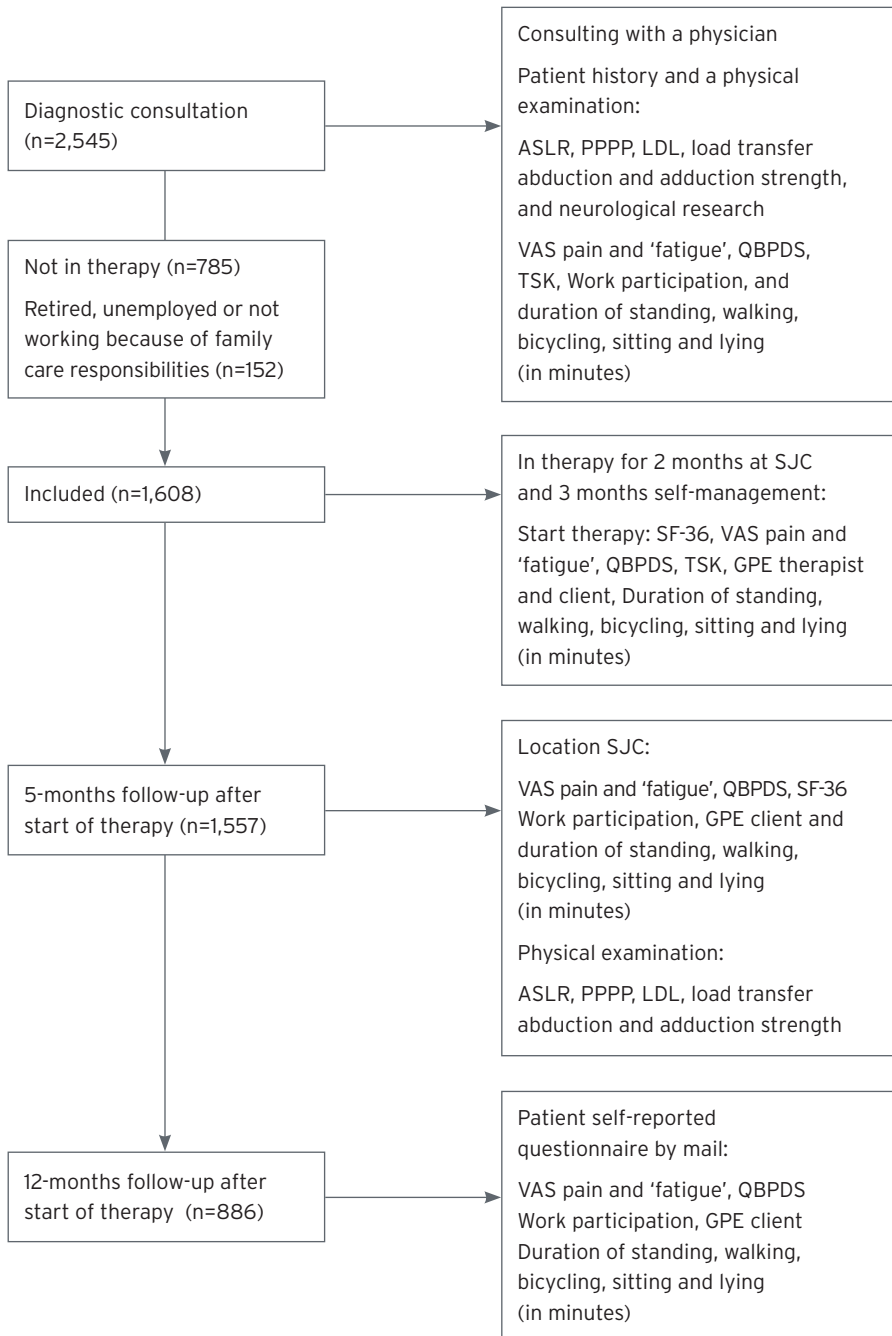 Diagnostic consultation
(n=2,545)
Consulting with a physician
Patient history and a physical
examination:
ASLR, PPPP, LDL, load transfer
abduction and adduction strength,
and neurological research
VAS pain and ‘fatigue’, QBPDS,
TSK, Work participation, and
duration of standing, walking,
bicycling, sitting and lying
(in minutes)
Not in therapy (n=785)
Retired, unemployed or not
working because of family
care responsibilities (n=152)
Included (n=1,608)
In therapy for 2 months at SJC
and 3 months self-management:
Start therapy: SF-36, VAS pain and
‘fatigue’, QBPDS, TSK, GPE therapist
and client, Duration of standing,
walking, bicycling, sitting and lying
(in minutes)
5-months follow-up after
start of therapy (n=1,557)
Location SJC:
VAS pain and ‘fatigue’, QBPDS, SF-36
Work participation, GPE client and
duration of standing, walking,
bicycling, sitting and lying
(in minutes)
Physical examination:
ASLR, PPPP, LDL, load transfer
abduction and adduction strength
12-months follow-up after
start of therapy (n=886)
Patient self-reported
questionnaire by mail:
VAS pain and ‘fatigue’, QBPDS
Work participation, GPE client
Duration of standing, walking,
bicycling, sitting and lying
(in minutes)